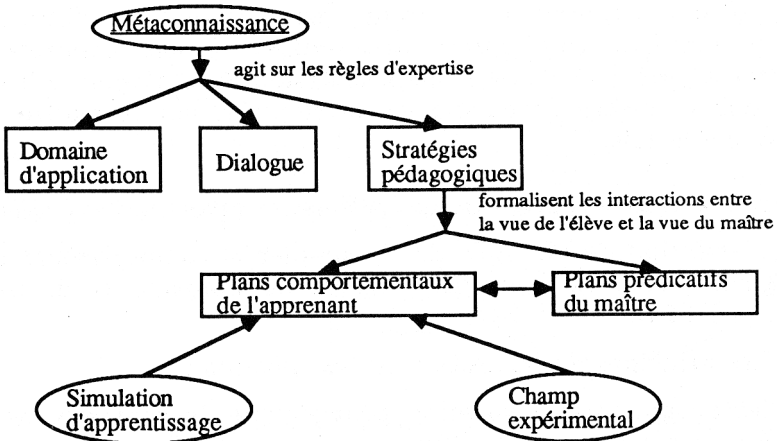 Métaconnaissance
agit sur les règles d'expertise
Domaine
d'application
Dialogue
Stratégies
pédagogiques
formalisent les interactions entre
la vue de l'élève et la vue du maître
Plans comportementaux
de l'apprenant
Plans prédicatifs
du maître
Simulation
d'apprentissage
Champ
expérimental